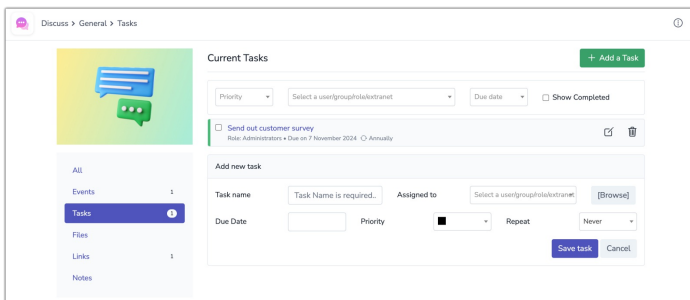 Discuss > General > Tasks
Current Tasks
+ Add a Task
Priority
Select a user/group/role/extranet
Due date
Show Completed
Send out customer survey
Role: Administrators • Due on 7 November 2024 Annually
All
Events 1
Tasks 1
Files
Links 1
Notes
Add new task
Task name
Task Name is required..
Assigned to
Select a user/group/role/extranet
[Browse]
Due Date
Priority
Repeat
Never
Save task
Cancel